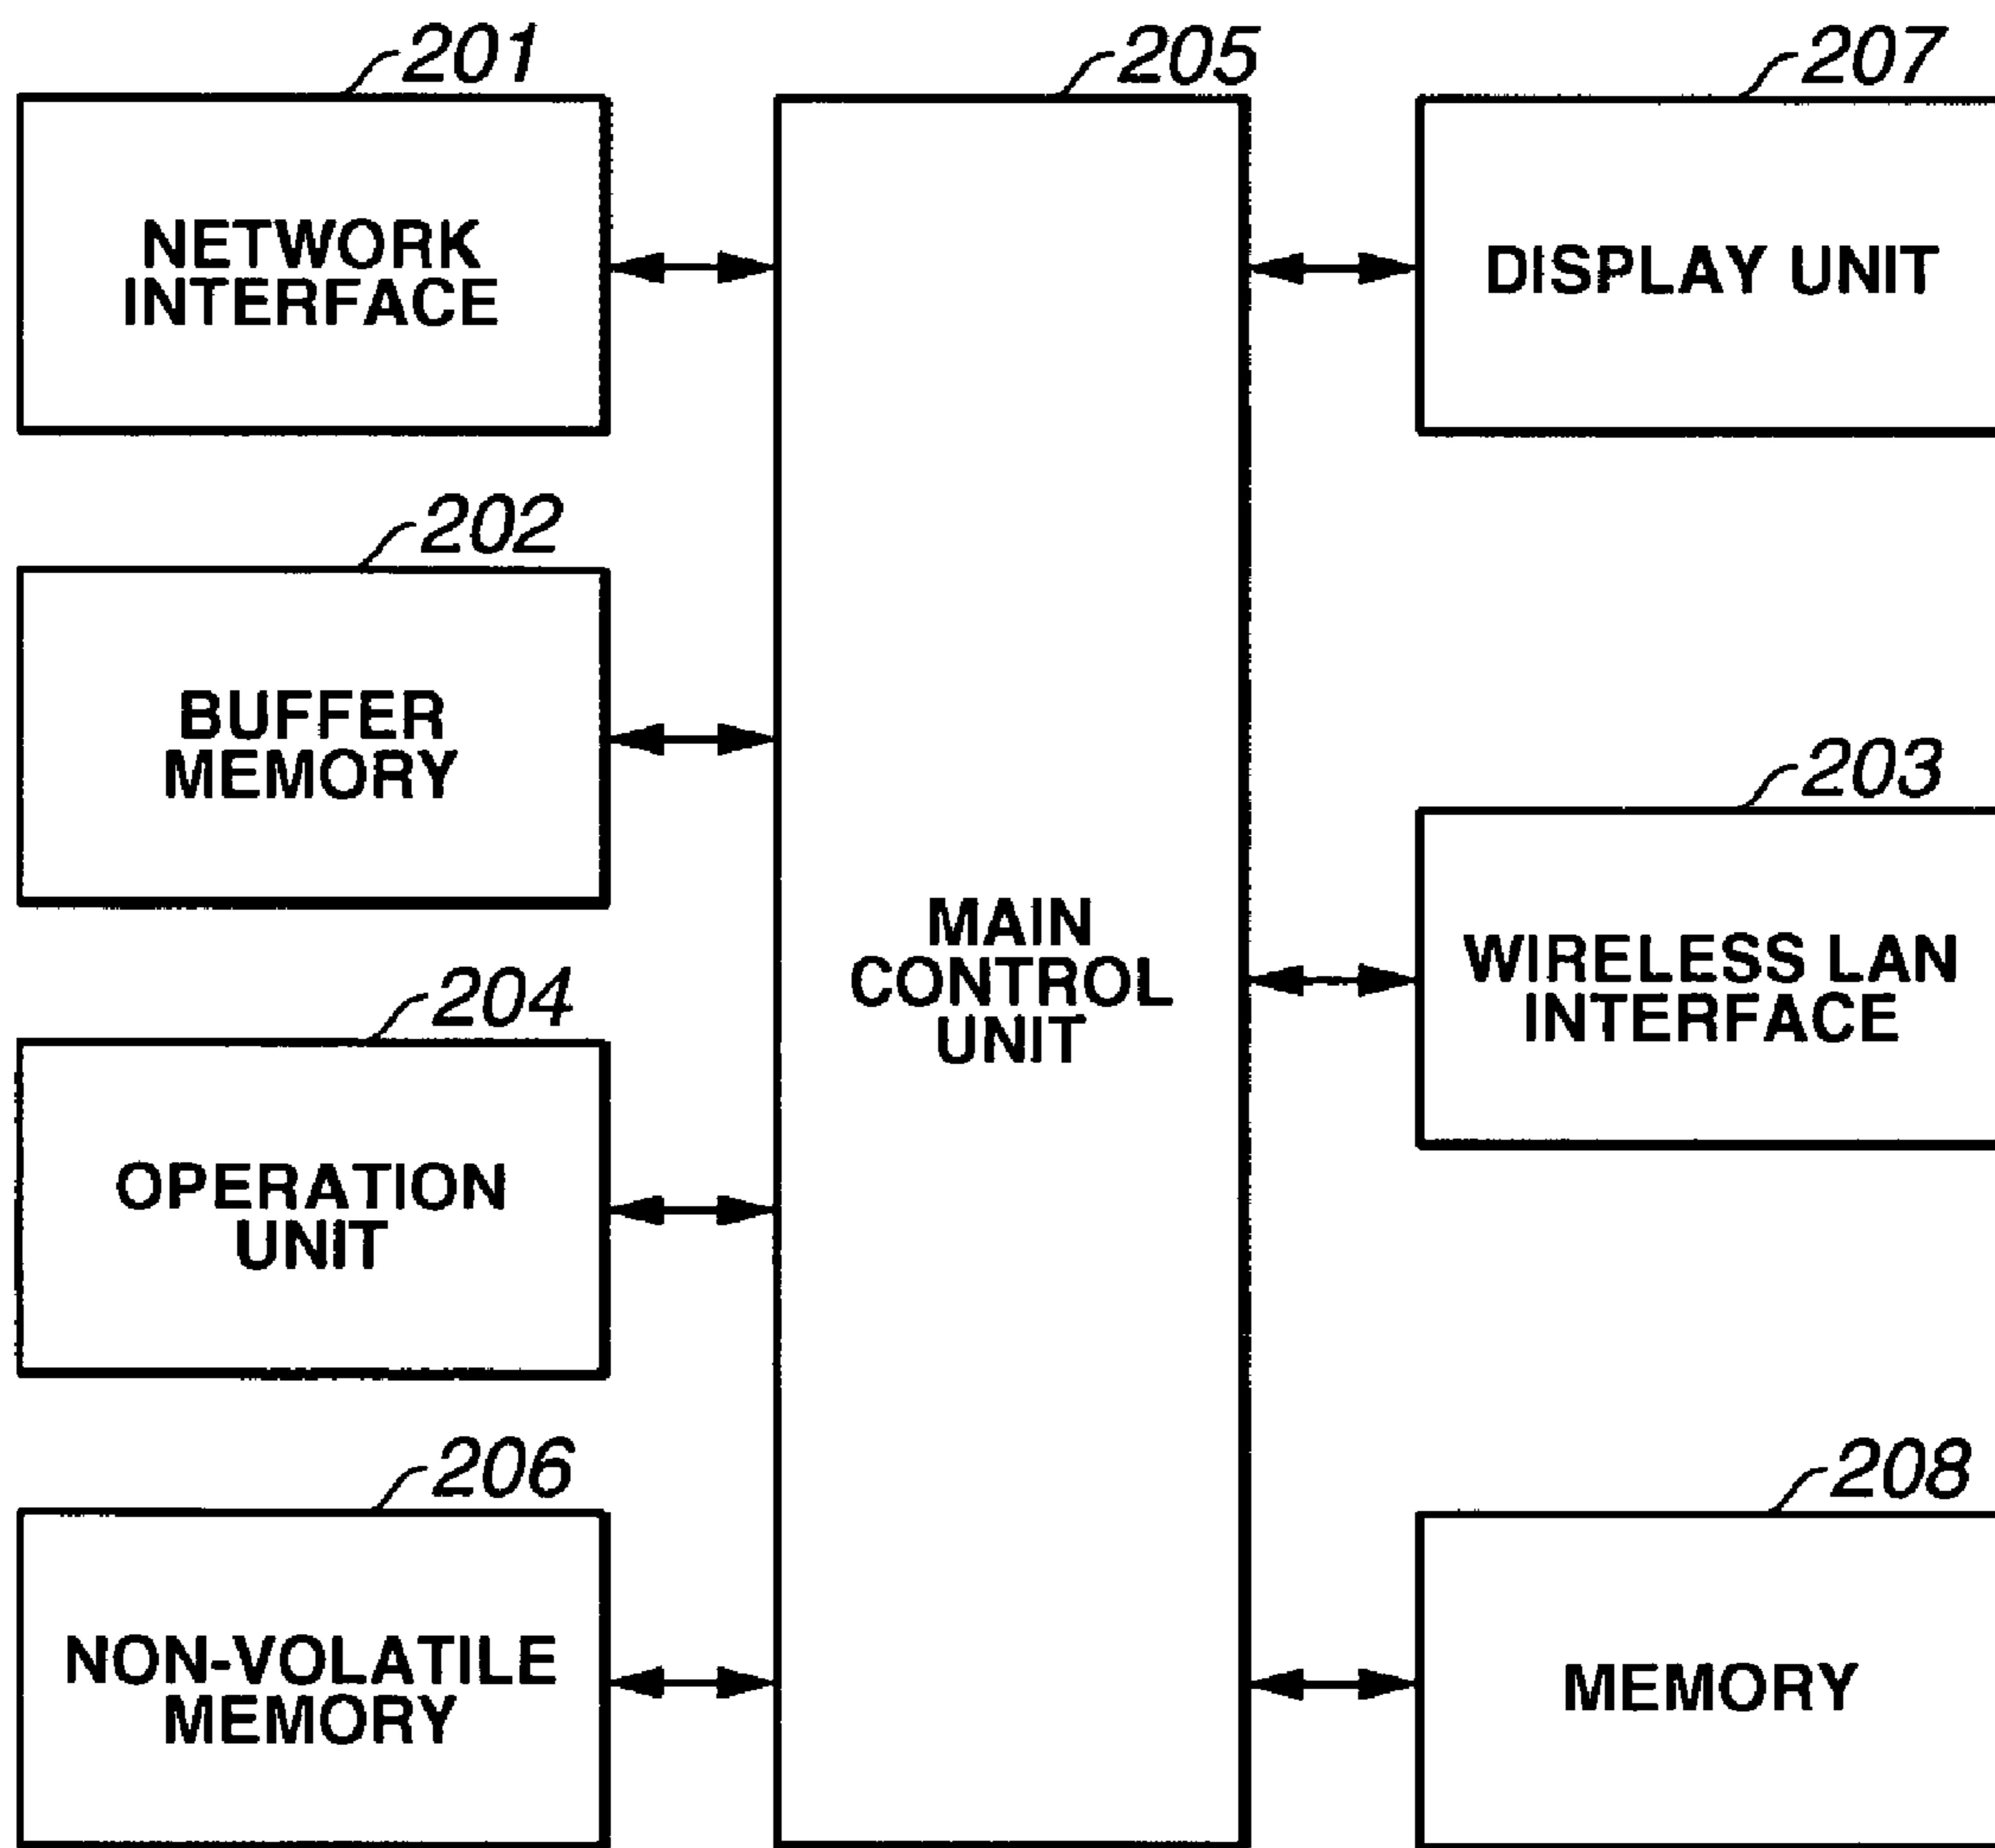 201
NETWORK
INTERFACE
202
BUFFER
MEMORY
204
OPERATION
UNIT
206
NON-VOLATILE
MEMORY
205
MAIN
CONTROL
UNIT
207
DISPLAY UNIT
203
WIRELESS LAN
INTERFACE
208
MEMORY